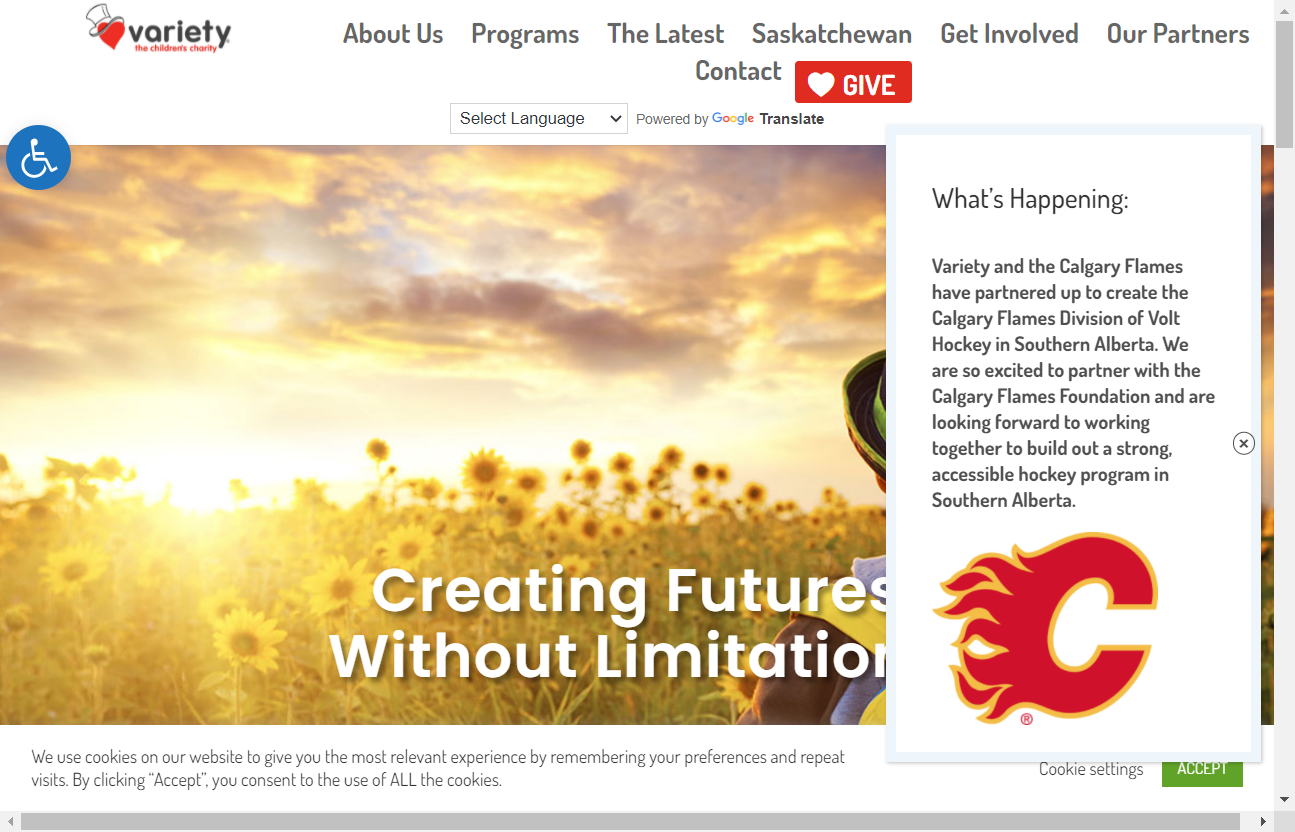 variety
the children's charity
About Us Programs The Latest Saskatchewan Get Involved Our Partners
Contact GIVE
Select Language Powered by Google Translate
What's Happening:
Variety and the Calgary Flames
have partnered up to create the
Calgary Flames Division of Volt
Hockey in Southern Alberta. We
are so excited to partner with the
Calgary Flames Foundation and are
looking forward to working
together to build out a strong,
accessible hockey program in
Southern Alberta.
C
®
Creating Futures
Without Limitation
We use cookies on our website to give you the most relevant experience by remembering your preferences and repeat
visits. By clicking “Accept”, you consent to the use of ALL the cookies.
Cookie settings ACCEPT